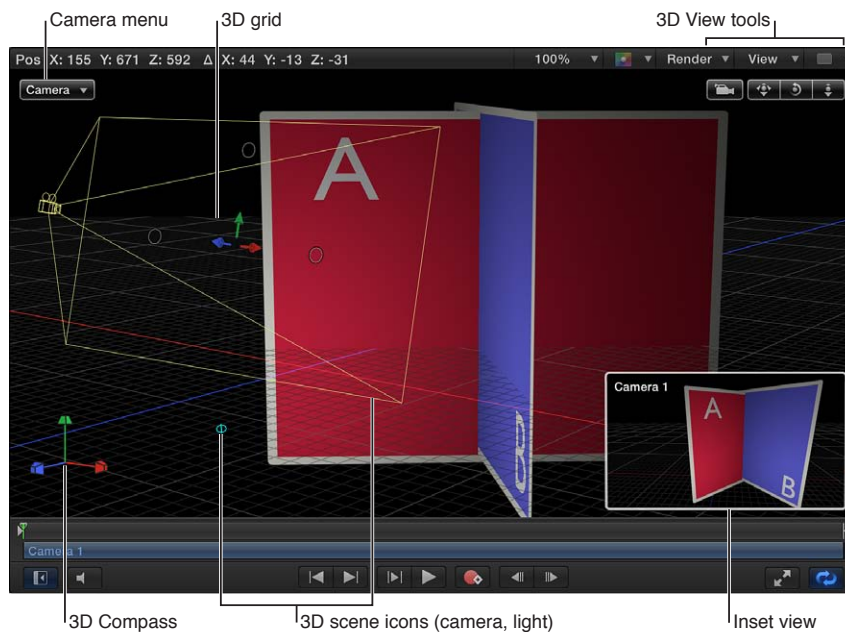 Camera menu
3D grid
3D View tools
Pos X: 155 Y: 671 Z: 592 Δ X: 44 Y: -13 Z: -31
100%
Render
View
Camera
A
B
Camera 1
A
B
Camera 1
3D Compass
3D scene icons (camera, light)
Inset view